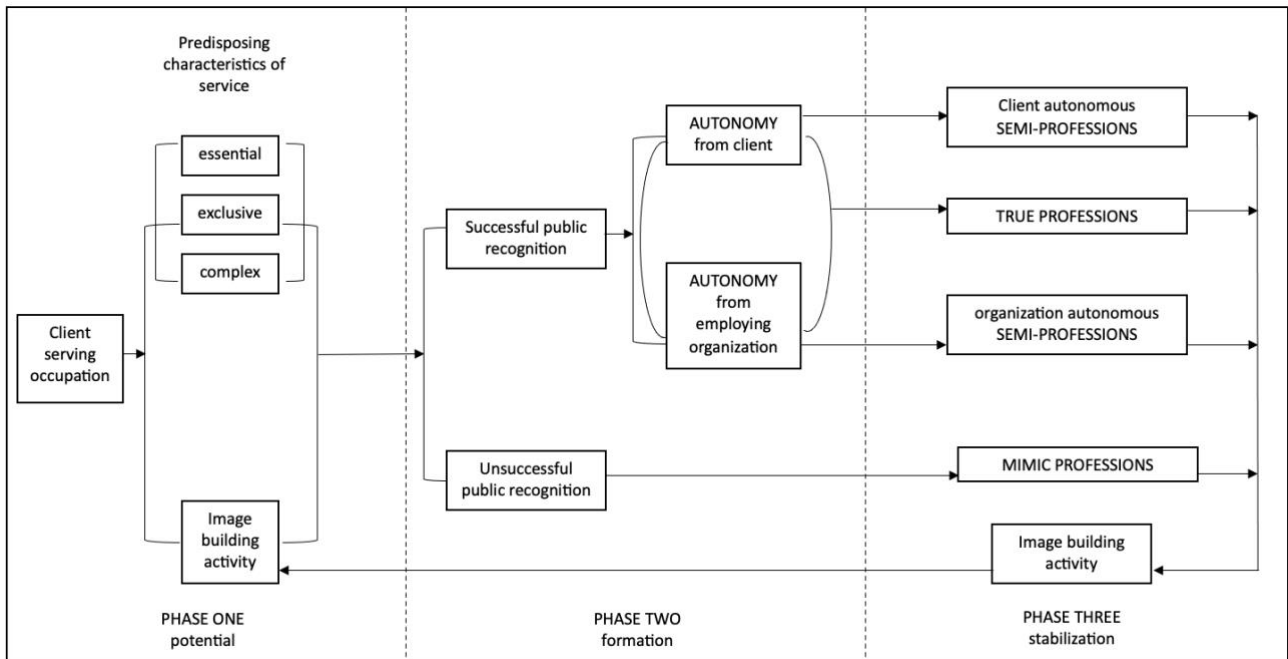 Predisposing
characteristics of
service
essential
exclusive
complex
Client
serving
occupation
Image
building
activity
PHASE ONE
potential
Successful public
recognition
Unsuccessful
public recognition
AUTONOMY
from client
AUTONOMY
from
employing
organization
PHASE TWO
formation
Client autonomous
SEMI-PROFESSIONS
TRUE PROFESSIONS
organization autonomous
SEMI-PROFESSIONS
MIMIC PROFESSIONS
Image building
activity
PHASE THREE
stabilization